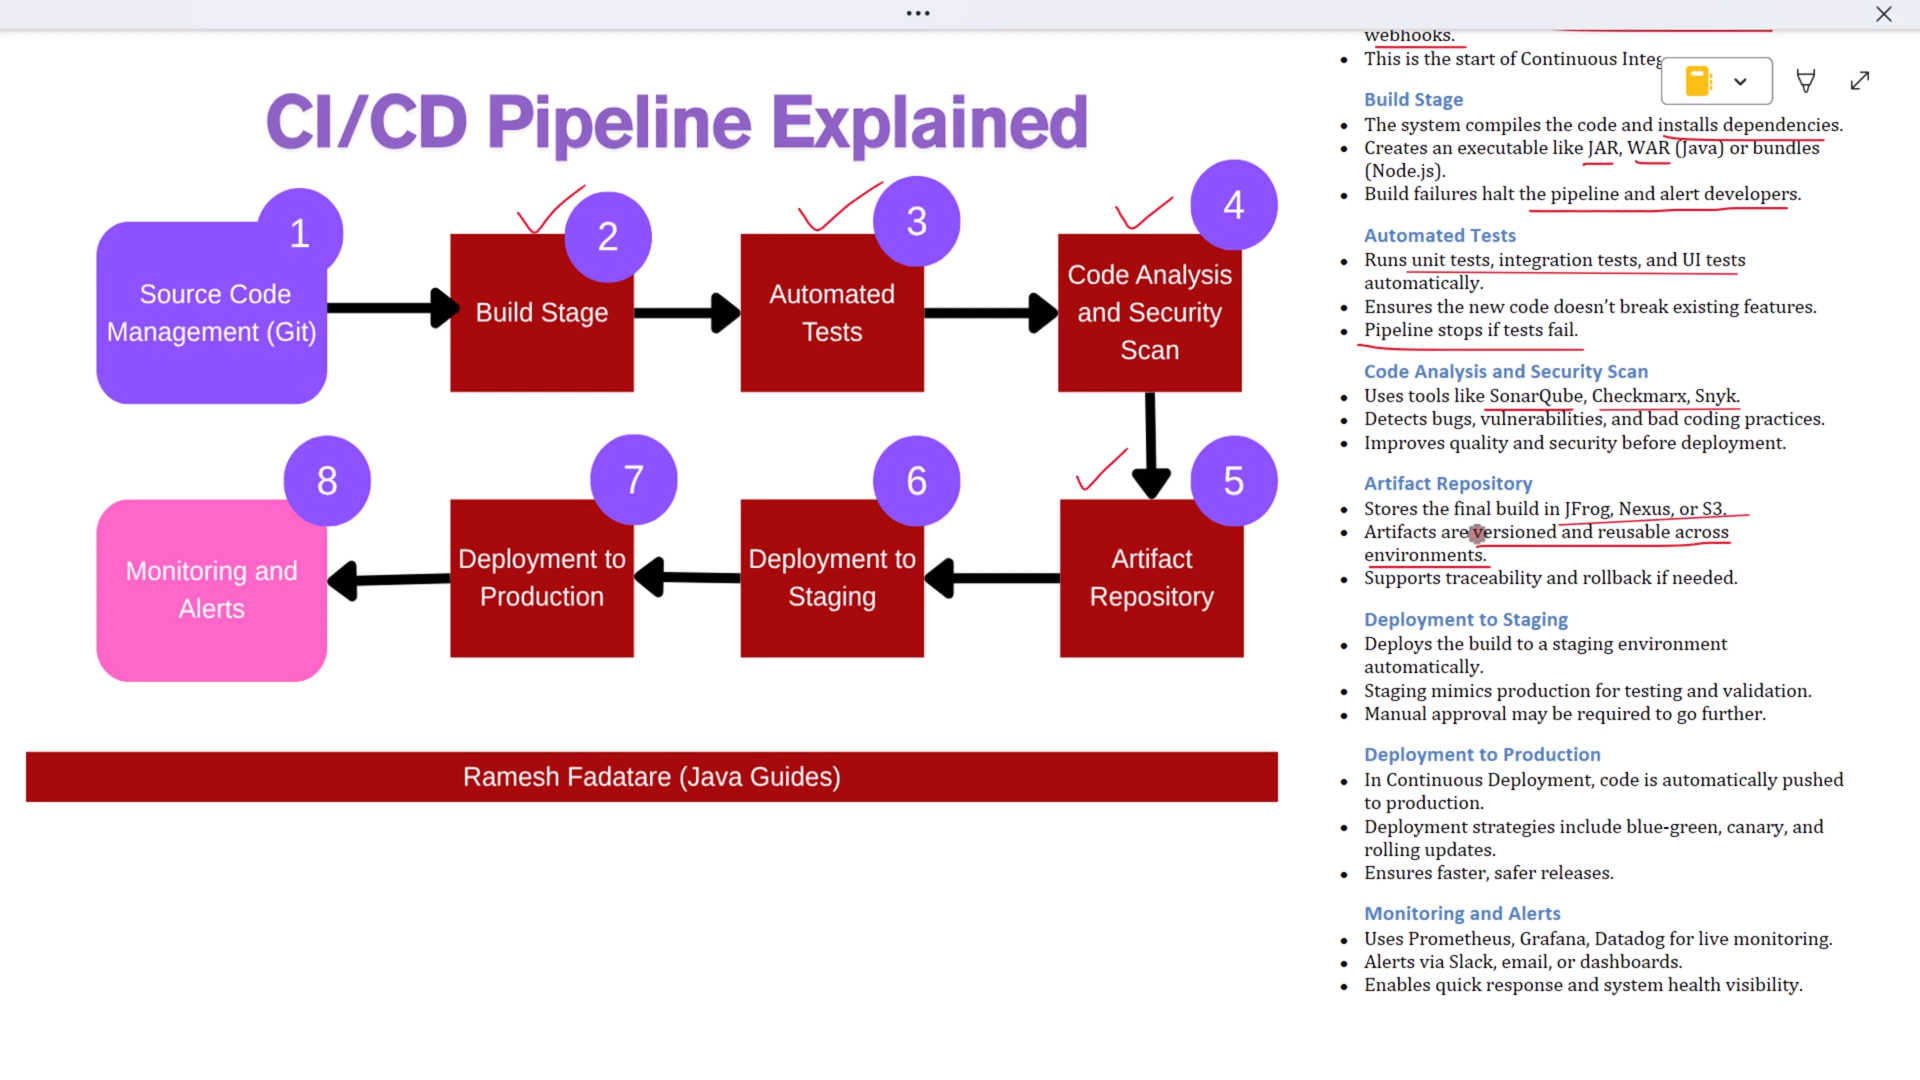 CI/CD Pipeline Explained
1
Source Code
Management (Git)
2
Build Stage
3
Automated
Tests
4
Code Analysis
and Security
Scan
5
Artifact
Repository
6
Deployment to
Staging
7
Deployment to
Production
8
Monitoring and
Alerts
Ramesh Fadatare (Java Guides)
webhooks.
• This is the start of Continuous
Build Stage
• The system compiles the code and installs dependencies.
• Creates an executable like JAR, WAR (Java) or bundles
(Node.js).
• Build failures halt the pipeline and alert developers.
Automated Tests
• Runs unit tests, integration tests, and UI tests
automatically.
• Ensures the new code doesn’t break existing features.
• Pipeline stops if tests fail.
Code Analysis and Security Scan
• Uses tools like SonarQube, Checkmarx, Snyk.
• Detects bugs, vulnerabilities, and bad coding practices.
• Improves quality and security before deployment.
Artifact Repository
• Stores the final build in JFrog, Nexus, or S3.
• Artifacts are versioned and reusable across
environments.
• Supports traceability and rollback if needed.
Deployment to Staging
• Deploys the build to a staging environment
automatically.
• Staging mimics production for testing and validation.
• Manual approval may be required to go further.
Deployment to Production
• In Continuous Deployment, code is automatically pushed
to production.
• Deployment strategies include blue-green, canary, and
rolling updates.
• Ensures faster, safer releases.
Monitoring and Alerts
• Uses Prometheus, Grafana, Datadog for live monitoring.
• Alerts via Slack, email, or dashboards.
• Enables quick response and system health visibility.